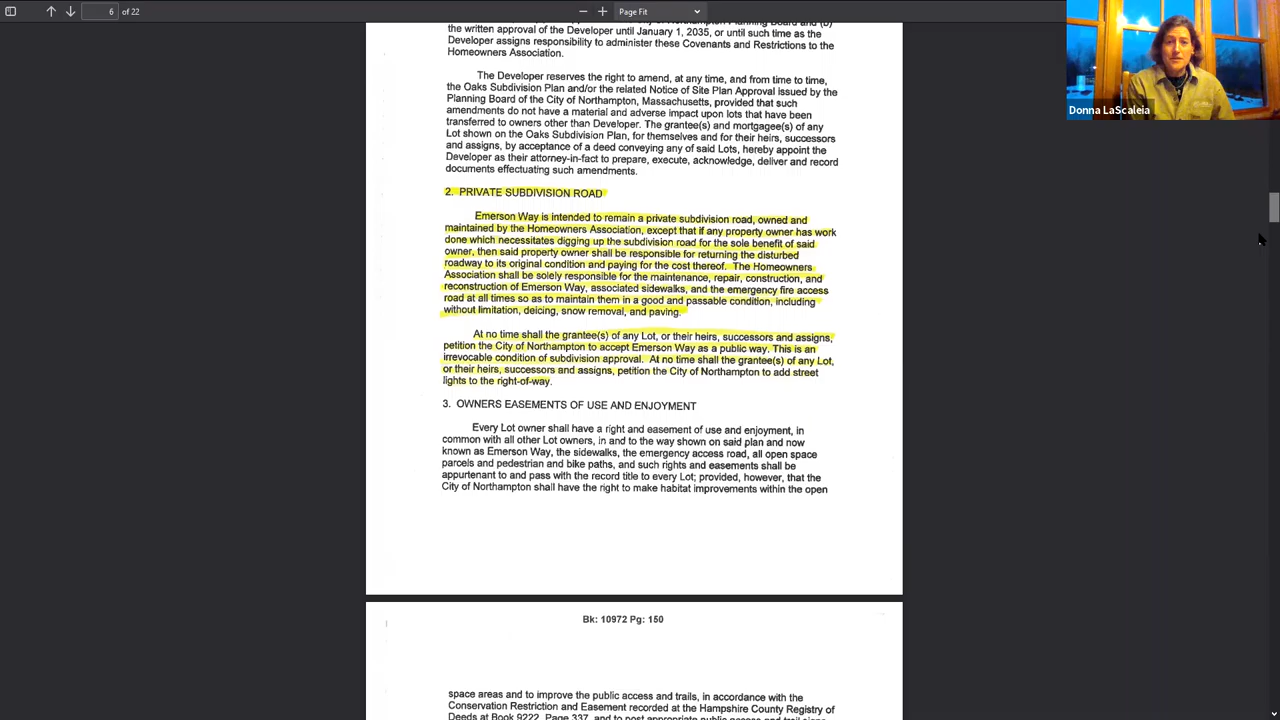 6 of 22
Page Fit
Donna LaScaleia
the written approval of the Developer until January 1, 2035, or until such time as the
Developer assigns responsibility to administer these Covenants and Restrictions to the
Homeowners Association.
The Developer reserves the right to amend, at any time, and from time to time,
the Oaks Subdivision Plan and/or the related Notice of Site Plan Approval issued by the
Planning Board of the City of Northampton, Massachusetts, provided that such
amendments do not have a material and adverse impact upon lots that have been
transferred to owners other than Developer. The grantee(s) and mortgagee(s) of any
Lot shown on the Oaks Subdivision Plan, for themselves and for their heirs, successors
and assigns, by acceptance of a deed conveying any of said Lots, hereby appoint the
Developer as their attorney-in-fact to prepare, execute, acknowledge, deliver and record
documents effectuating such amendments.
2. PRIVATE SUBDIVISION ROAD
Emerson Way is intended to remain a private subdivision road, owned and
maintained by the Homeowners Association, except that if any property owner has work
done which necessitates digging up the subdivision road for the sole benefit of said
owner, then said property owner shall be responsible for returning the disturbed
roadway to its original condition and paying for the cost thereof. The Homeowners
Association shall be solely responsible for the maintenance, repair, construction, and
reconstruction of Emerson Way, associated sidewalks, and the emergency fire access
road at all times so as to maintain them in a good and passable condition, including
without limitation, deicing, snow removal, and paving.
At no time shall the grantee(s) of any Lot, or their heirs, successors and assigns,
petition the City of Northampton to accept Emerson Way as a public way. This is an
irrevocable condition of subdivision approval. At no time shall the grantee(s) of any Lot,
or their heirs, successors and assigns, petition the City of Northampton to add street
lights to the right-of-way.
3. OWNERS EASEMENTS OF USE AND ENJOYMENT
Every Lot owner shall have a right and easement of use and enjoyment, in
common with all other Lot owners, in and to the way shown on said plan and now
known as Emerson Way, the sidewalks, the emergency access road, all open space
parcels and pedestrian and bike paths, and such rights and easements shall be
appurtenant to and pass with the record title to every Lot; provided, however, that the
City of Northampton shall have the right to make habitat improvements within the open
Bk: 10972 Pg: 150
space areas and to improve the public access and trails, in accordance with the
Conservation Restriction and Easement recorded at the Hampshire County Registry of
Deeds at Book 9222, Page 337, and to post appropriate public access and trail signs